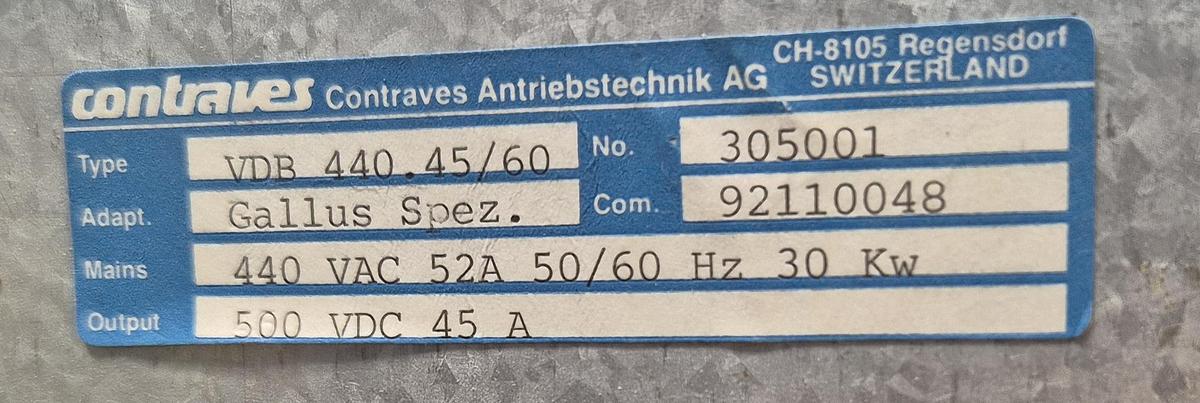 contraves Contraves Antriebstechnik AG CH-8105 Regensdorf
SWITZERLAND
Type VDB 440.45/60 No. 305001
Adapt. Gallus Spez. Com. 92110048
Mains 440 VAC 52A 50/60 Hz 30 Kw
Output 500 VDC 45 A